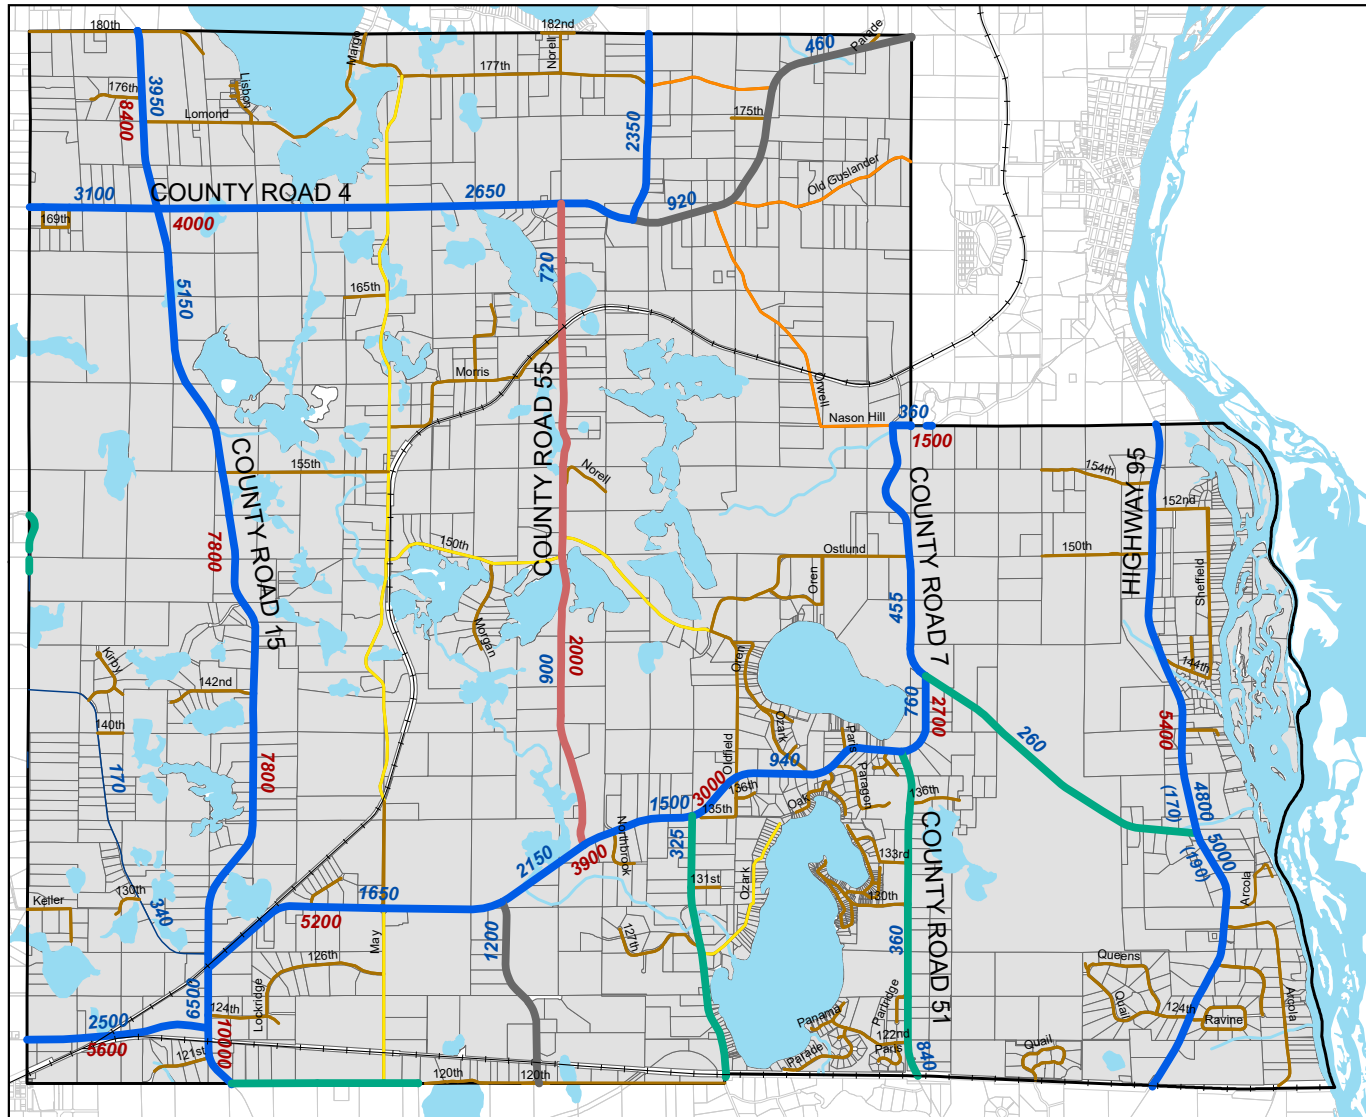 180th
182nd
Parade
460
Margo
Norell
177th
176th
3950
Lisbon
8400
Lomond
175th
2350
Old Guslander
3100
COUNTY ROAD 4
2650
920
169th
4000
720
5150
165th
COUNTY ROAD 55
Morris
Orwell
Nason Hill
360
1500
COUNTY ROAD 15
155th
Norell
COUNTY ROAD 7
HIGHWAY 95
154th
152nd
7800
150th
Ostlund
150th
Oren
Sheffield
455
Morgan
2000
900
Kirby
142nd
Oren
144th
760
2700
140th
Ozark
Paris
5400
260
Oldfield
170
7800
940
Paragon
3000
136th
136th
4800
(170)
1500
135th
Oak
COUNTY ROAD 51
325
Northbrook
5000
(190)
2150
3900
133rd
131st
Ozark
130th
1650
130th
Arcola
Keller
340
5200
1200
127th
360
May
126th
Queens
Lockridge
6500
124th
Quail
124th
Arcola
Partridge
Panama
Ravine
2500
5600
10000
121st
122nd
Paris
Parade
Quail
840
120th
120th